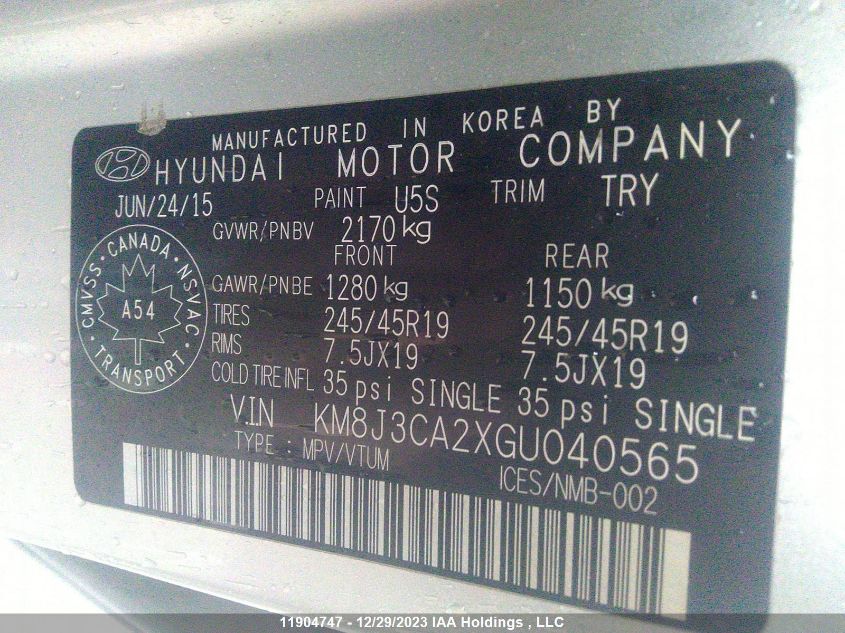 MANUFACTURED IN KOREA BY
HYUNDAI MOTOR COMPANY
JUN/24/15 PAINT U5S TRIM TRY
GVWR/PNBV 2170 kg
FRONT REAR
GAWR/PNBE 1280 kg 1150 kg
TIRES 245/45R19 245/45R19
RIMS 7.5JX19 7.5JX19
COLD TIRE INFL 35 psi SINGLE 35 psi SINGLE
CMVSS · CANADA · NSVAC ·
TRANSPORT
A54
V.I.N KM8J3CA2XGU040565
TYPE : MPV/VTUM ICES/NMB-002
11904747 - 12/29/2023 IAA Holdings , LLC